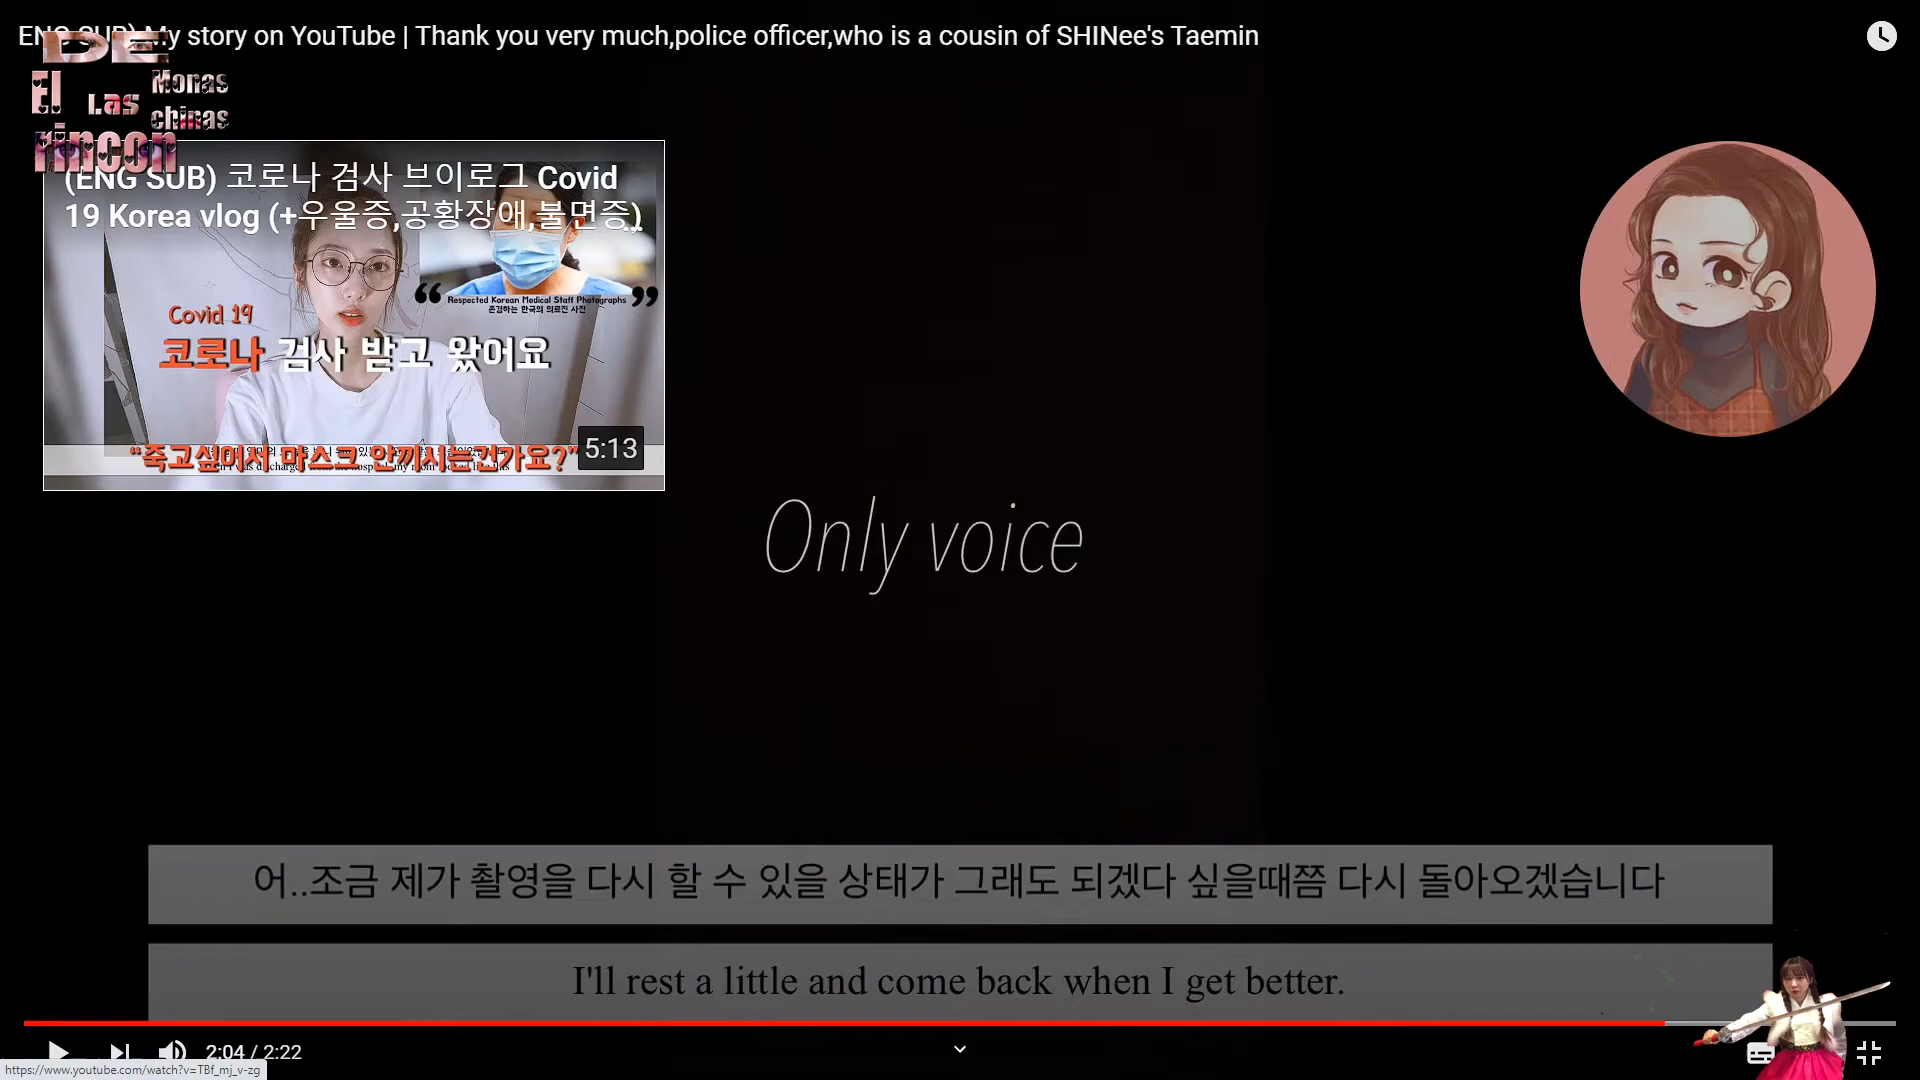 ENG SUB) My story on YouTube | Thank you very much,police officer,who is a cousin of SHINee's Taemin
DE
El Las Monas
chinas
rincon
(ENG SUB) 코로나 검사 브이로그 Covid
19 Korea vlog (+우울증,공황장애,불면증)
“ Respected Korean Medical Staff Photographs ”
존경하는 한국의 의료진 사진
Covid 19
코로나 검사 받고 왔어요
“죽고싶어서 마스크 안끼시는건가요?”
5:13
Only voice
어..조금 제가 촬영을 다시 할 수 있을 상태가 그래도 되겠다 싶을때쯤 다시 돌아오겠습니다
I'll rest a little and come back when I get better.
2:04 / 2:22
https://www.youtube.com/watch?v=TBf_mj_v-zg